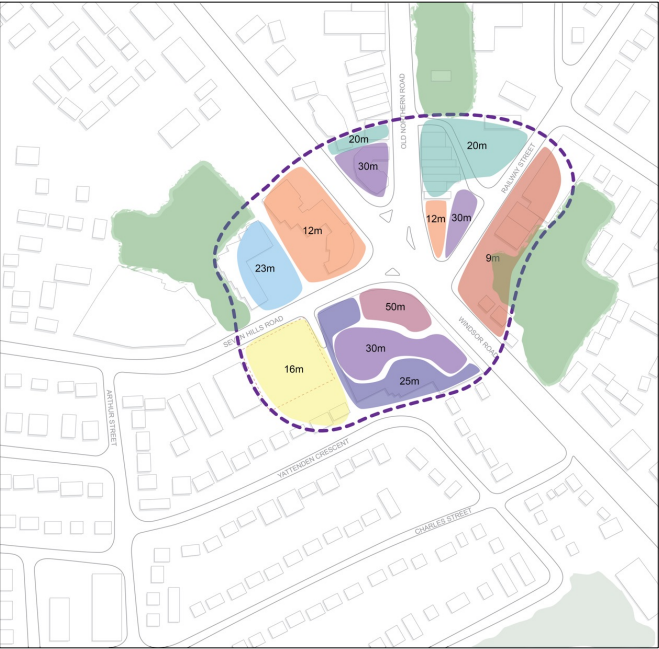 OLD NORTHERN ROAD
20m
20m
30m
RAILWAY STREET
12m
12m
30m
23m
9m
50m
SEVEN HILLS ROAD
WINDSOR ROAD
30m
16m
25m
ARTHUR STREET
YATTENDEN CRESCENT
CHARLES STREET